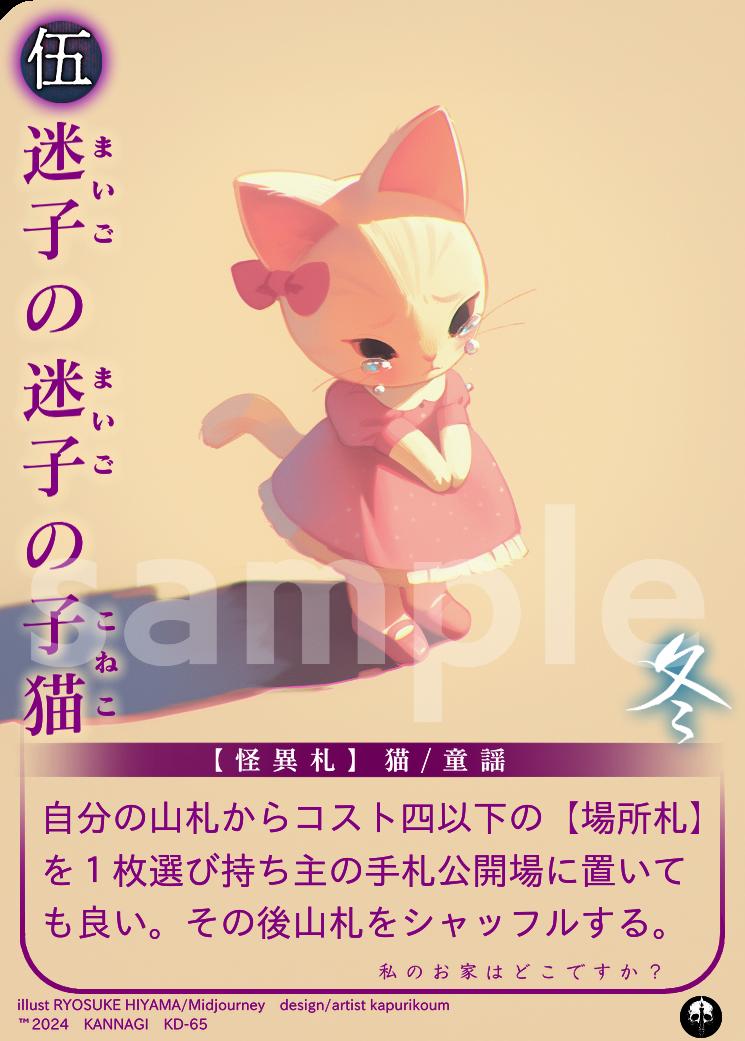 伍
迷子の迷子の子猫
まいご
まいご
こねこ
sample
冬
【怪異札】 猫/童謡
自分の山札からコスト四以下の【場所札】
を1枚選び持ち主の手札公開場に置いて
も良い。その後山札をシャッフルする。
私のお家はどこですか？
illust RYOSUKE HIYAMA/Midjourney design/artist kapurikoum
™2024 KANNAGI KD-65